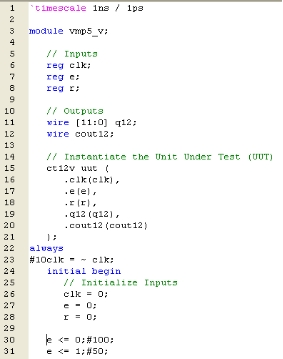 1 `timescale 1ns / 1ps
2
3 module vmp5_v;
4
5 // Inputs
6 reg clk;
7 reg e;
8 reg r;
9
10 // Outputs
11 wire [11:0] q12;
12 wire cout12;
13
14 // Instantiate the Unit Under Test (UUT)
15 ct12v uut (
16 .clk(clk),
17 .e(e),
18 .r(r),
19 .q12(q12),
20 .cout12(cout12)
21 );
22 always
23 #10clk = ~ clk;
24 initial begin
25 // Initialize Inputs
26 clk = 0;
27 e = 0;
28 r = 0;
29
30 e <= 0;#100;
31 e <= 1;#50;